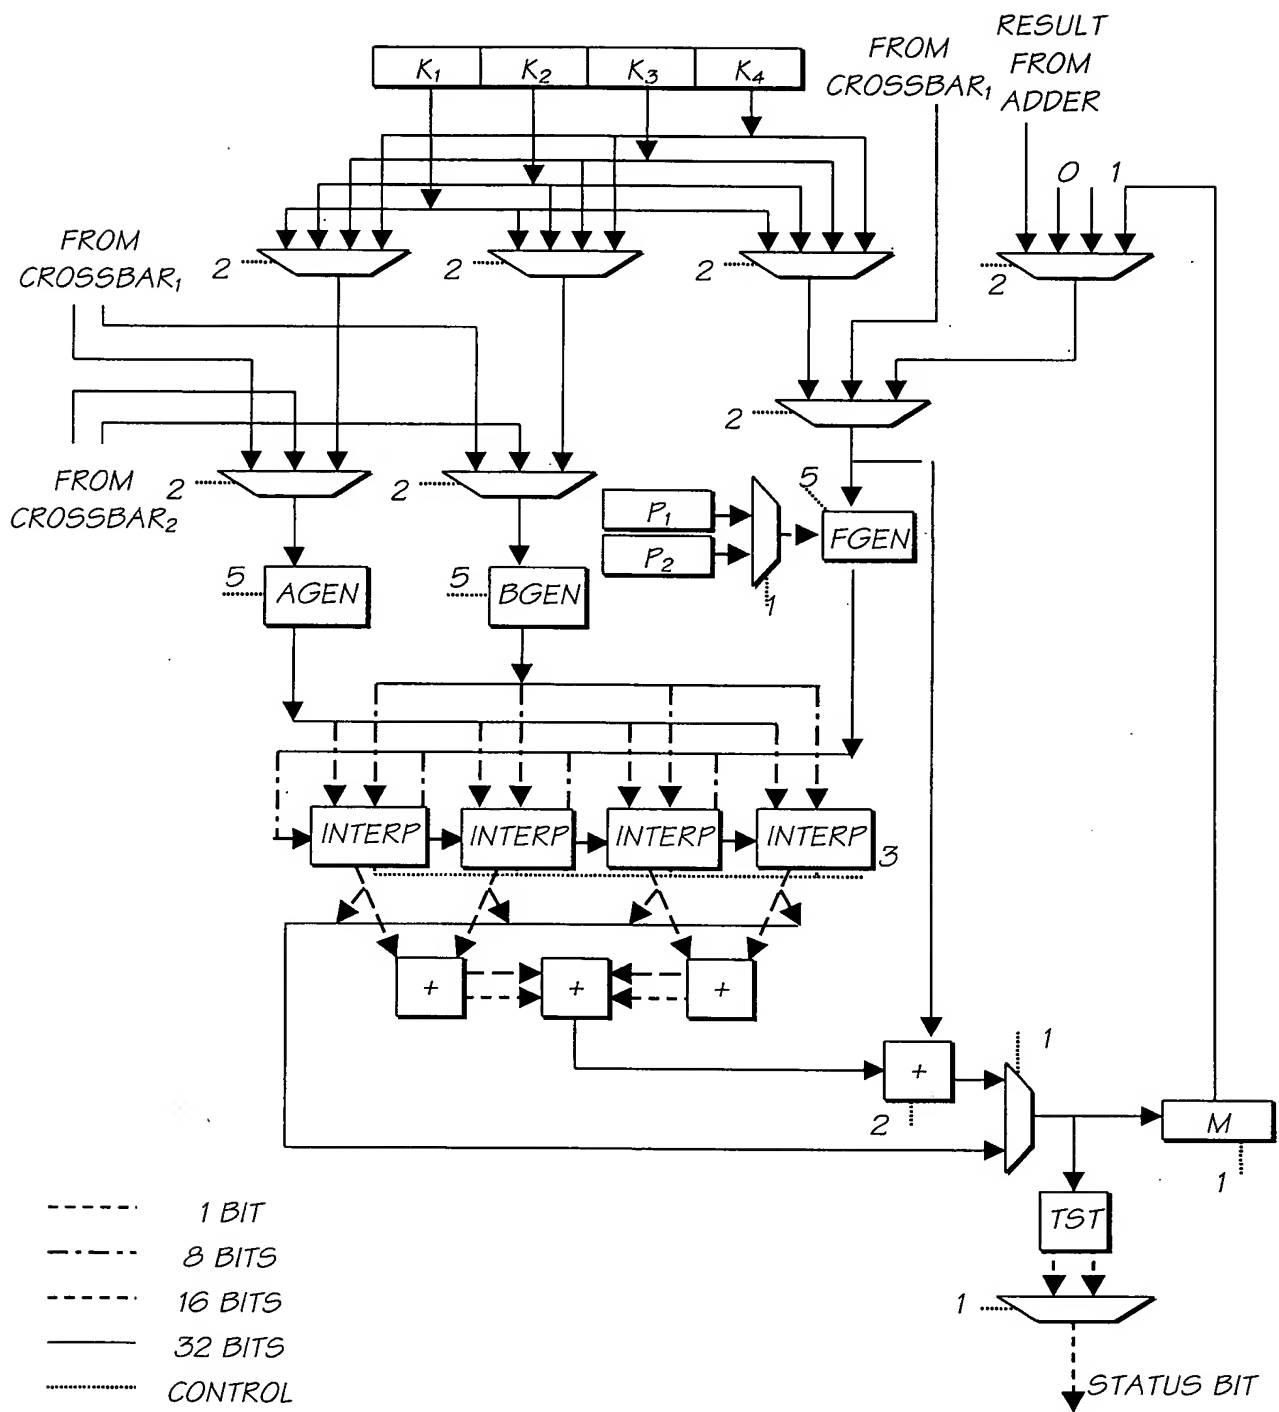 RESULT
FROM
ADDER
FROM
CROSSBAR1
K1 K2 K3 K4
0 1
FROM
CROSSBAR1
2 2 2 2
2
FROM
CROSSBAR2
2 2
P1
P2
1
5
FGEN
5 AGEN
5 BGEN
INTERP INTERP INTERP INTERP
3
+ + +
+
2
1
M
1
TST
1
STATUS BIT
1 BIT
8 BITS
16 BITS
32 BITS
CONTROL